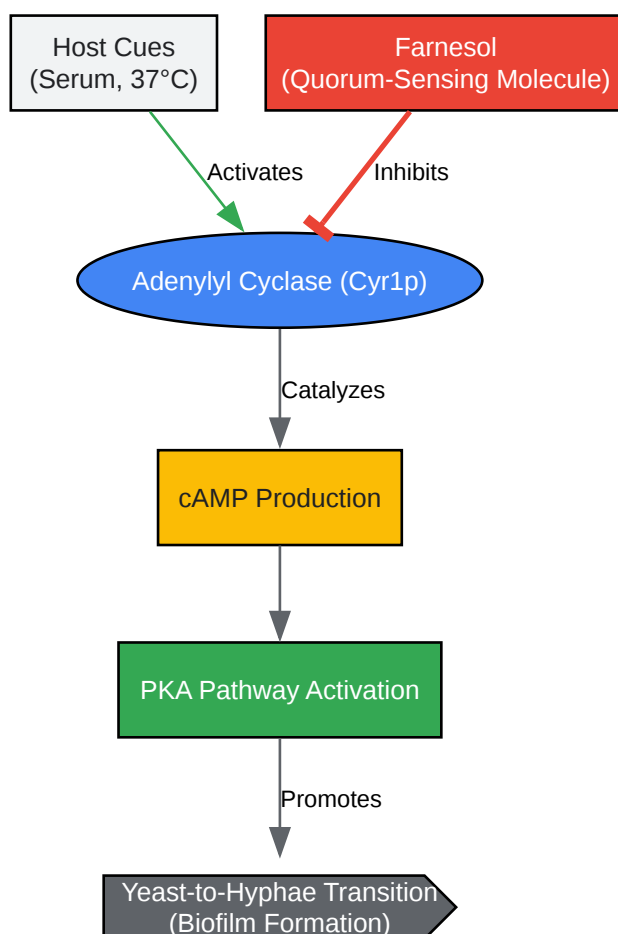 Host Cues
(Serum, 37°C)
Farnesol
(Quorum-Sensing Molecule)
Activates
Inhibits
Adenylyl Cyclase (Cyr1p)
Catalyzes
cAMP Production
PKA Pathway Activation
Promotes
Yeast-to-Hyphae Transition
(Biofilm Formation)